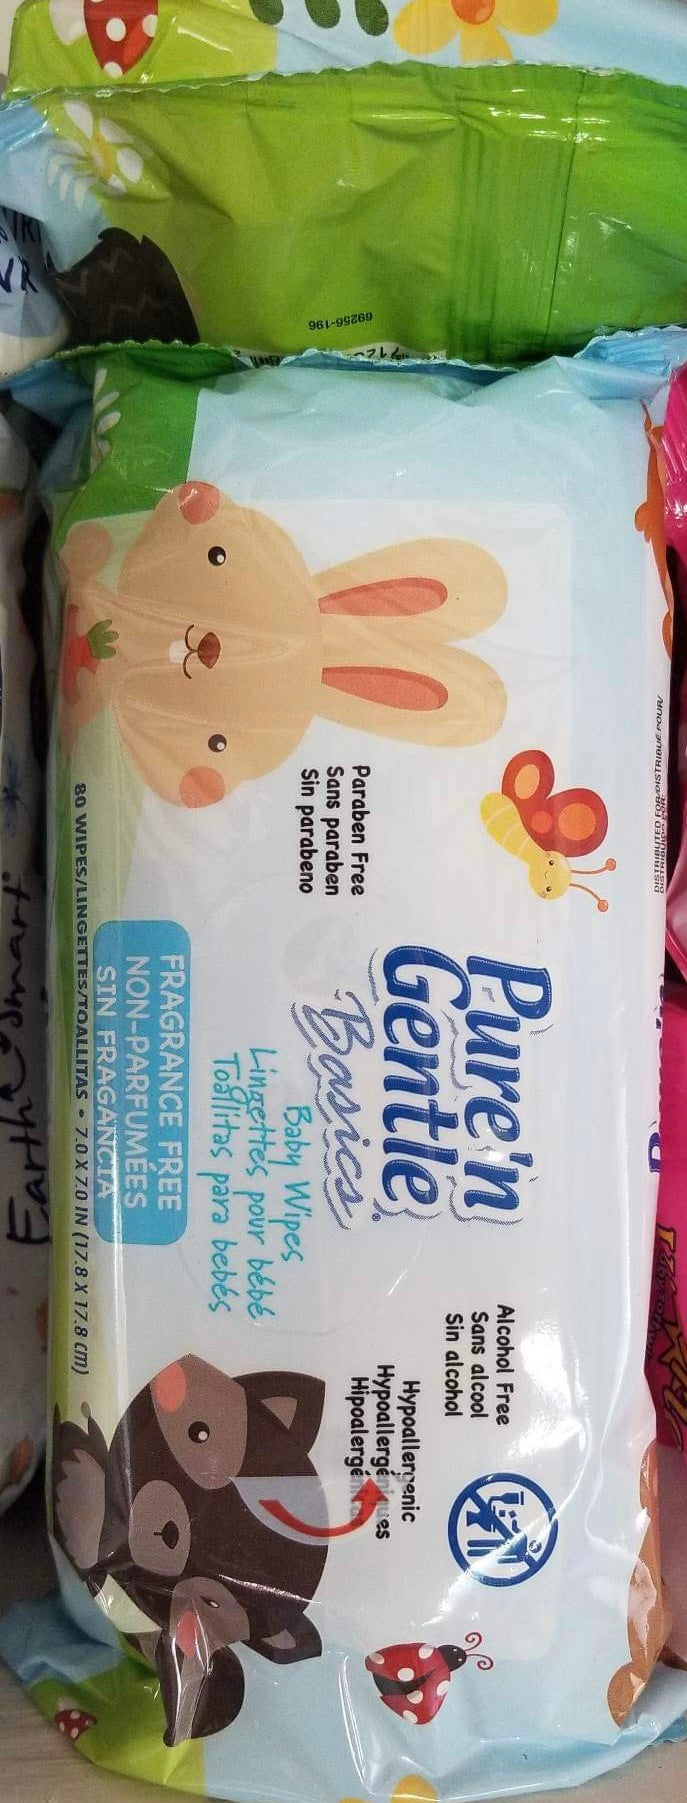 69256-196
DISTRIBUTED FOR/DISTRIBUÉ POUR/
Pure'n
Gentle
Basics®
Baby Wipes
Lingettes pour bébé
Toallitas para bebés
FRAGRANCE FREE
NON-PARFUMÉES
SIN FRAGANCIA
80 WIPES/LINGETTES/TOALLITAS • 7.0 X 7.0 IN (17.8 X 17.8 cm)
Paraben Free
Sans paraben
Sin parabeno
Alcohol Free
Sans alcool
Sin alcohol
Hypoallergenic
Earth Smart